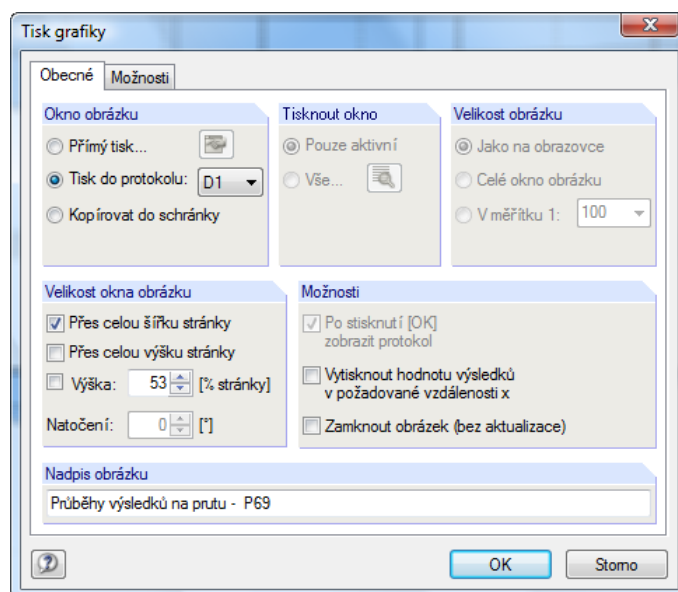 Tisk grafiky
Obecné
Možnosti
Okno obrázku
Přímý tisk...
Tisk do protokolu:
D1
Kopírovat do schránky
Tisknout okno
Pouze aktivní
Vše...
Velikost obrázku
Jako na obrazovce
Celé okno obrázku
V měřítku 1:
100
Velikost okna obrázku
Přes celou šířku stránky
Přes celou výšku stránky
Výška:
53
[% stránky]
Natočení:
0
[°]
Možnosti
Po stisknutí [OK]
zobrazit protokol
Vytisknout hodnotu výsledků
v požadované vzdálenosti x
Zamknout obrázek (bez aktualizace)
Nadpis obrázku
Průběhy výsledků na prutu - P69
OK
Storno